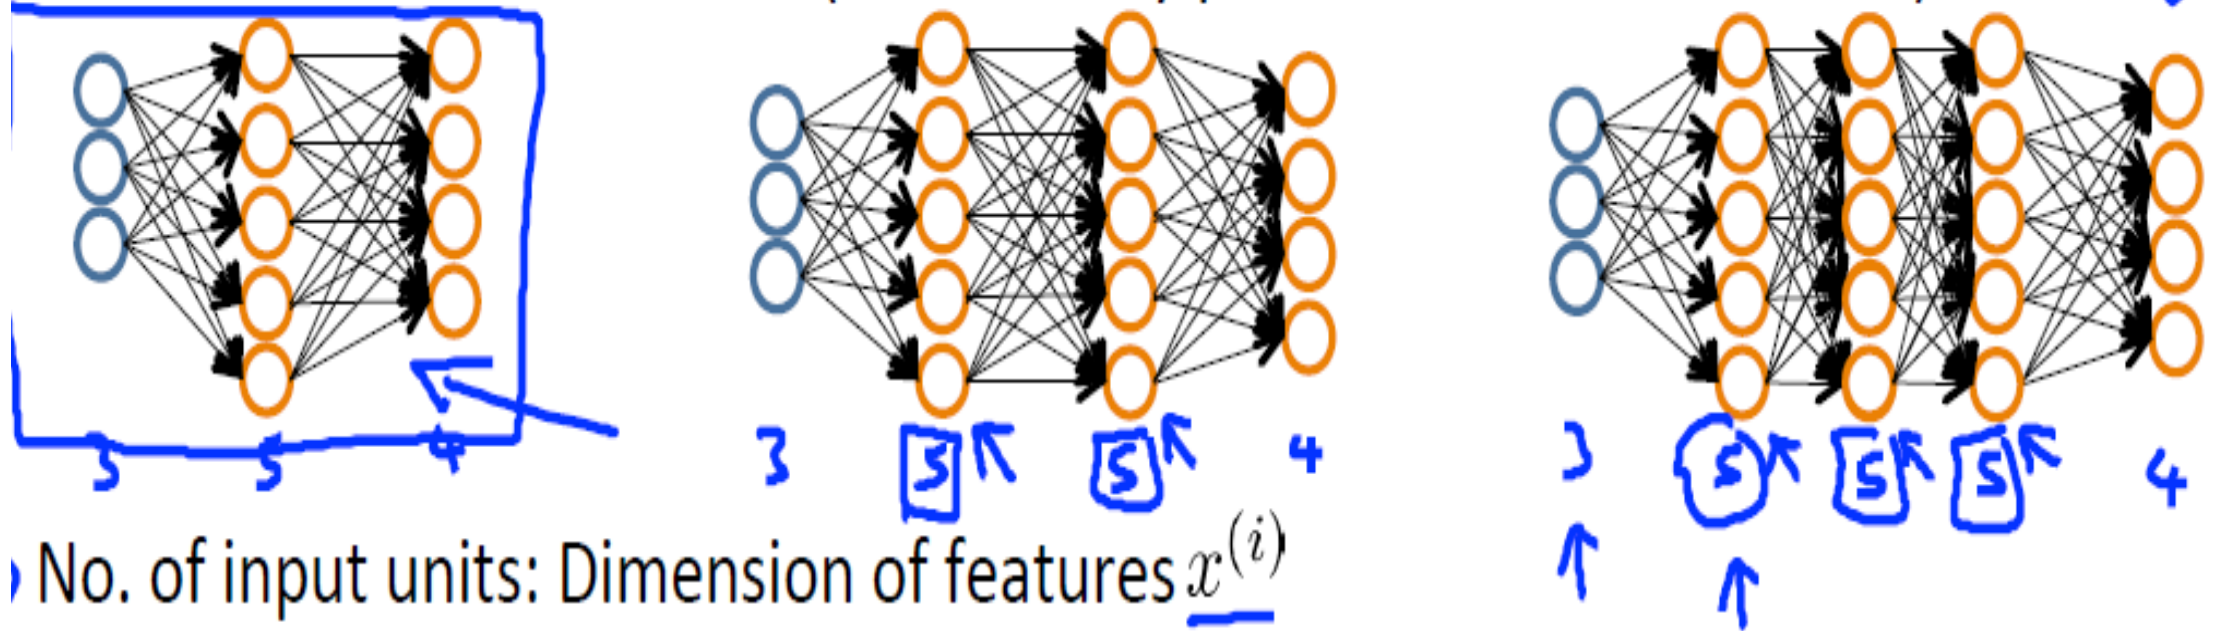 3 5 4 3 5 5 4 3 5 5 5 4
No. of input units: Dimension of features x^{(i)}